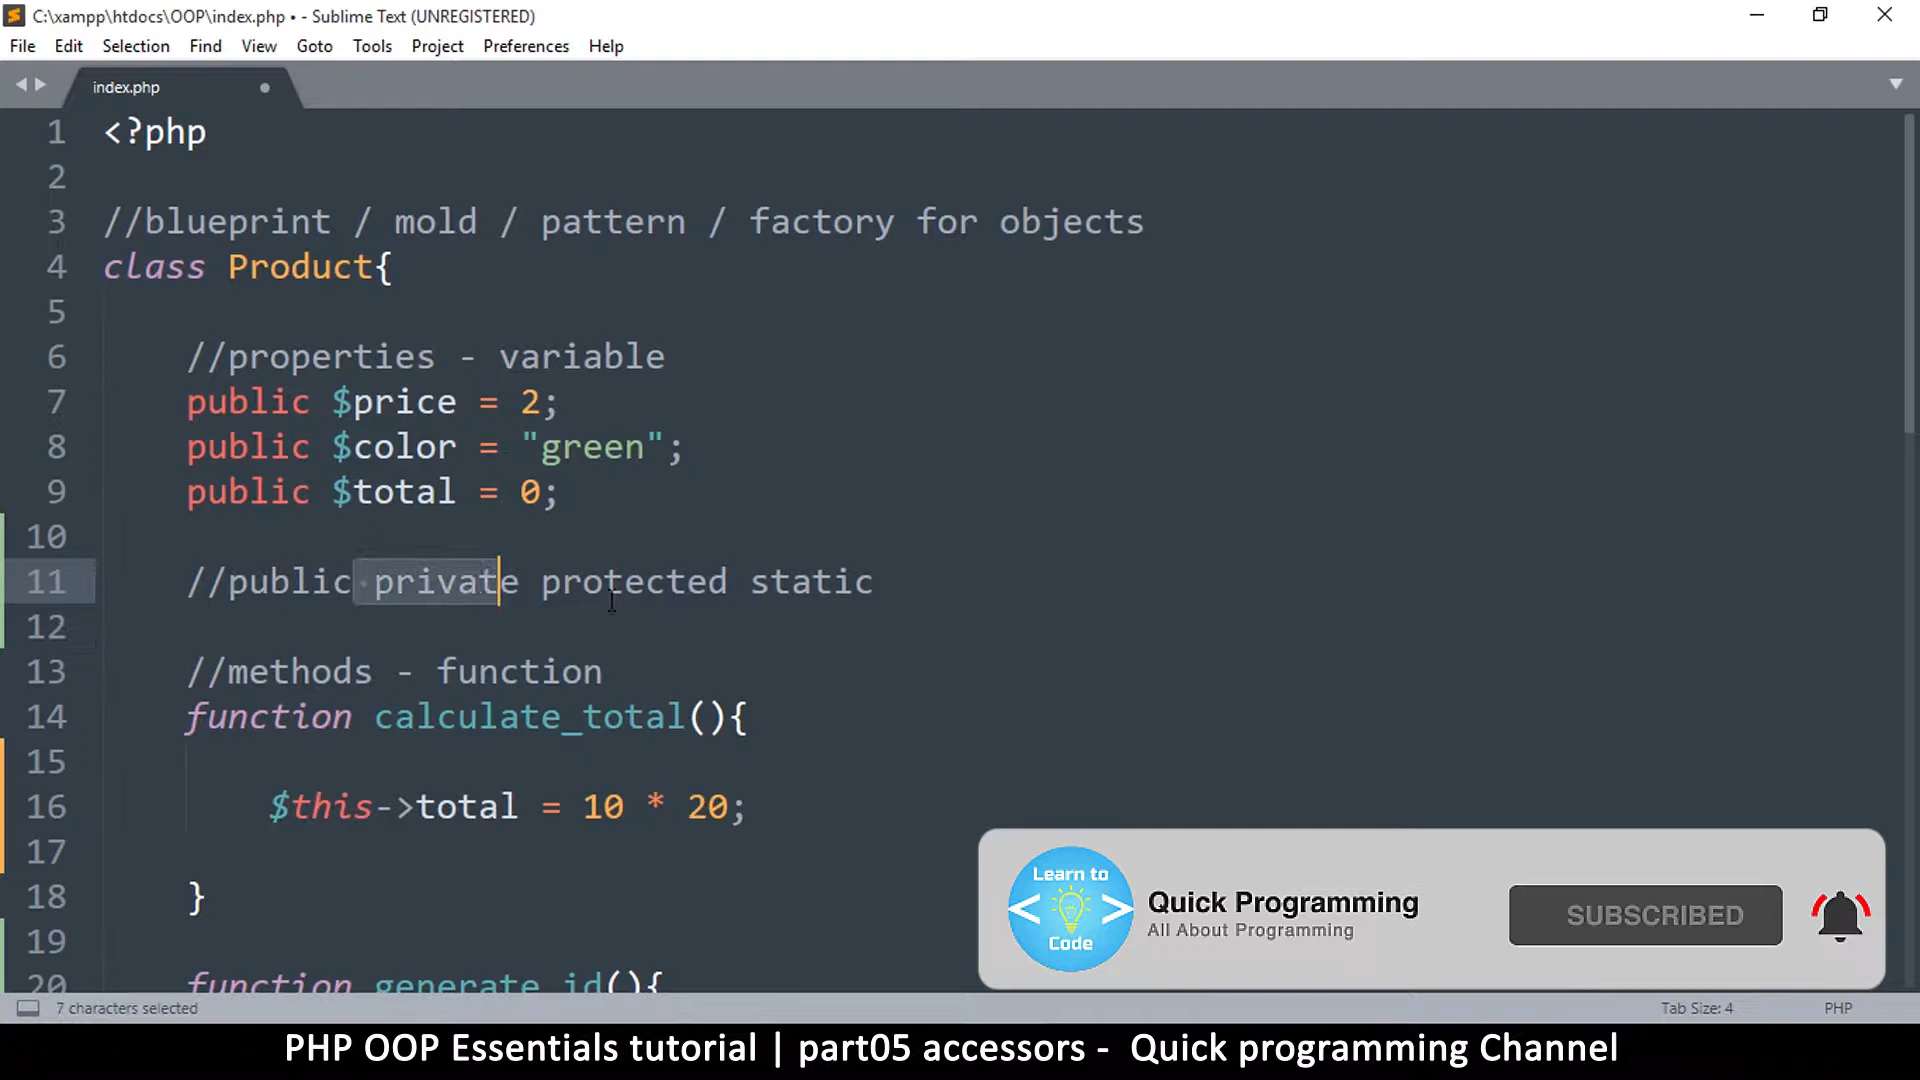 C:\xampp\htdocs\OOP\index.php • - Sublime Text (UNREGISTERED)
File Edit Selection Find View Goto Tools Project Preferences Help
index.php
1 <?php
2
3 //blueprint / mold / pattern / factory for objects
4 class Product{
5
6 //properties - variable
7 public $price = 2;
8 public $color = "green";
9 public $total = 0;
10
11 //public private protected static
12
13 //methods - function
14 function calculate_total(){
15
16 $this->total = 10 * 20;
17
18 }
19
20 function generate_id(){
Learn to
< >
Code
Quick Programming
All About Programming
SUBSCRIBED
7 characters selected
Tab Size: 4
PHP
PHP OOP Essentials tutorial | part05 accessors - Quick programming Channel